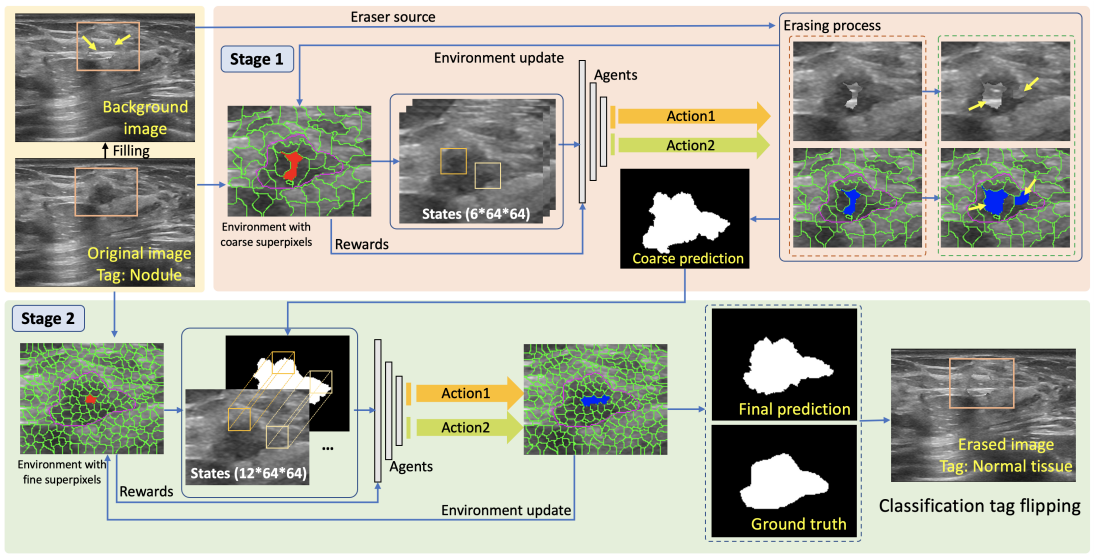 Eraser source
Erasing process
Stage 1
Environment update
Agents
Background
image
Filling
Action1
Action2
Original image
Tag: Nodule
Environment with
coarse superpixels
States (6*64*64)
Rewards
Coarse prediction
Stage 2
Action1
Action2
Final prediction
Agents
...
States (12*64*64)
Environment with
fine superpixels
Rewards
Environment update
Ground truth
Erased image
Tag: Normal tissue
Classification tag flipping